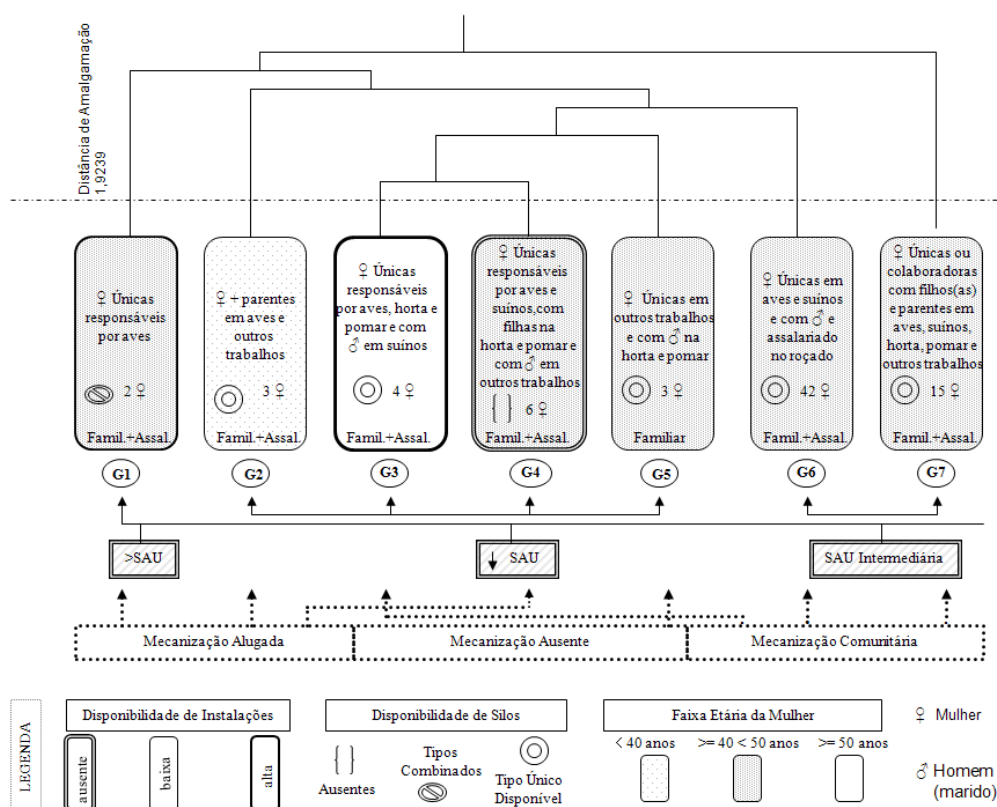 Distância de Amalgamação
1,9239
♀ Únicas
responsáveis
por aves
2 ♀
Famil.+Assal.
♀ + parentes
em aves e
outros
trabalhos
3 ♀
Famil.+Assal.
♀ Únicas
responsáveis
por aves, horta e
pomar e com
♂ em suínos
4 ♀
Famil.+Assal.
♀ Únicas
responsáveis
por aves e
suínos,com
filhas na
horta e pomar e
com ♂ em
outros trabalhos
{ } 6 ♀
Famil.+Assal.
♀ Únicas em
outros trabalhos
e com ♂ na
horta e pomar
3 ♀
Familiar
♀ Únicas em
aves e suínos
e com ♂ e
assalariado
no roçado
42 ♀
Famil.+Assal.
♀ Únicas ou
colaboradoras
com filhos(as)
e parentes em
aves, suínos,
horta, pomar e
outros trabalhos
15 ♀
Famil.+Assal.
G1 G2 G3 G4 G5 G6 G7
>SAU
↓ SAU
SAU Intermediária
Mecanização Alugada
Mecanização Ausente
Mecanização Comunitária
LEGENDA
Disponibilidade de Instalações
ausente
baixa
alta
Disponibilidade de Silos
{ }
Ausentes
Tipos
Combinados
Tipo Único
Disponível
Faixa Etária da Mulher
< 40 anos
>= 40 < 50 anos
>= 50 anos
♀ Mulher
♂ Homem
(marido)